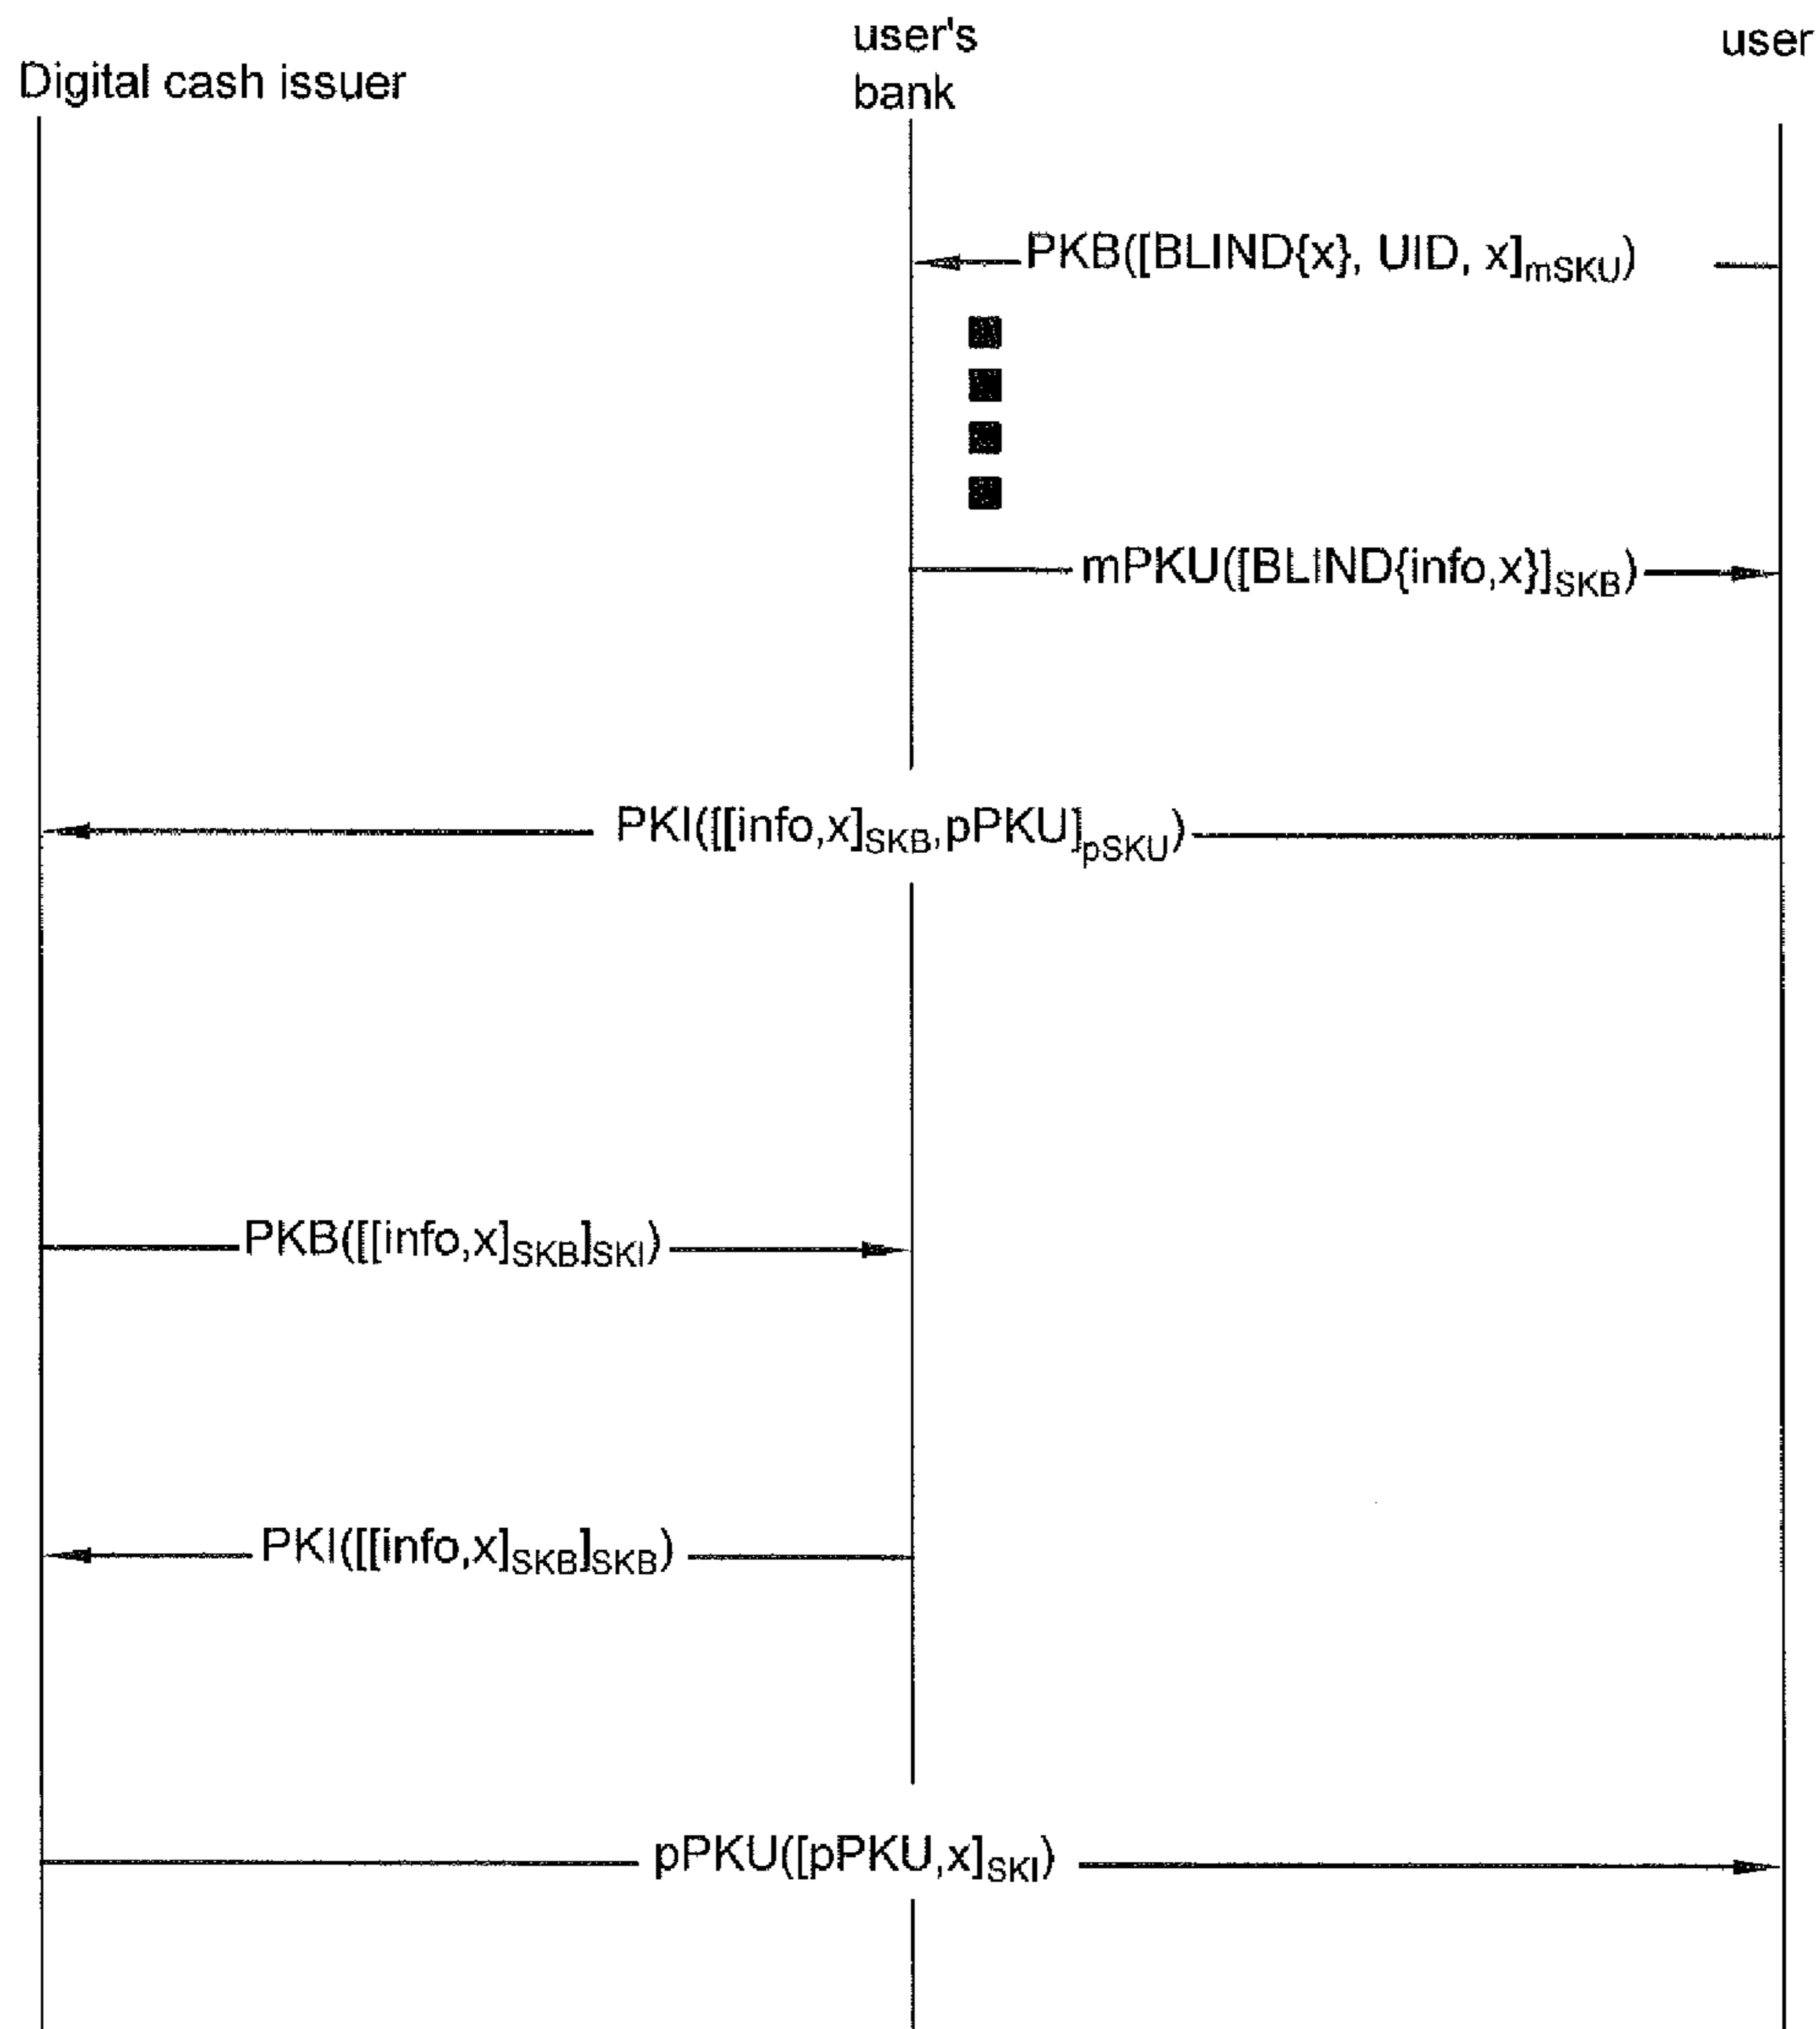 Digital cash issuer
user's
bank
user
PKB([BLIND{x}, UID, x]mSKU)
mPKU([BLIND{info,x}]SKB)
PKI([[info,x]SKB,pPKU]pSKU)
PKB([[info,x]SKB]SKI)
PKI([[info,x]SKB]SKB)
pPKU([pPKU,x]SKI)